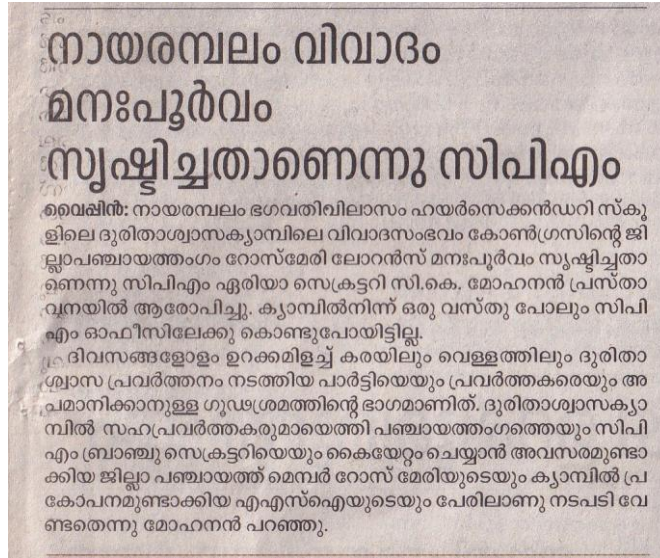 നായരമ്പലം വിവാദം
മനഃപൂർവം
സൃഷ്ടിച്ചതാണെന്നു സിപിഎം
വൈപ്പിൻ: നായരമ്പലം ഭഗവതിവിലാസം ഹയർസെക്കൻഡറി സ്കൂ
ളിലെ ദുരിതാശ്വാസക്യാമ്പിലെ വിവാദസംഭവം കോൺഗ്രസിന്റെ ജി
ല്ലാപഞ്ചായത്തംഗം റോസ്മേരി ലോറൻസ് മനഃപൂർവം സൃഷ്ടിച്ചതാ
ണെന്നു സിപിഎം ഏരിയാ സെക്രട്ടറി സി.കെ. മോഹനൻ പ്രസ്താ
വനയിൽ ആരോപിച്ചു. ക്യാമ്പിൽനിന്ന് ഒരു വസ്തു പോലും സിപി
എം ഓഫീസിലേക്കു കൊണ്ടുപോയിട്ടില്ല.
ദിവസങ്ങളോളം ഉറക്കമിളച്ച് കരയിലും വെള്ളത്തിലും ദുരിതാ
ശ്വാസ പ്രവർത്തനം നടത്തിയ പാർട്ടിയെയും പ്രവർത്തകരെയും അ
പമാനിക്കാനുള്ള ഗൂഢശ്രമത്തിന്റെ ഭാഗമാണിത്. ദുരിതാശ്വാസക്യാ
മ്പിൽ സഹപ്രവർത്തകരുമായെത്തി പഞ്ചായത്തംഗത്തെയും സിപി
എം ബ്രാഞ്ചു സെക്രട്ടറിയെയും കൈയേറ്റം ചെയ്യാൻ അവസരമുണ്ടാ
ക്കിയ ജില്ലാ പഞ്ചായത്ത് മെമ്പർ റോസ് മേരിയുടെയും ക്യാമ്പിൽ പ്ര
കോപനമുണ്ടാക്കിയ എഎസ്ഐയുടെയും പേരിലാണു നടപടി വേ
ണ്ടതെന്നു മോഹനൻ പറഞ്ഞു.